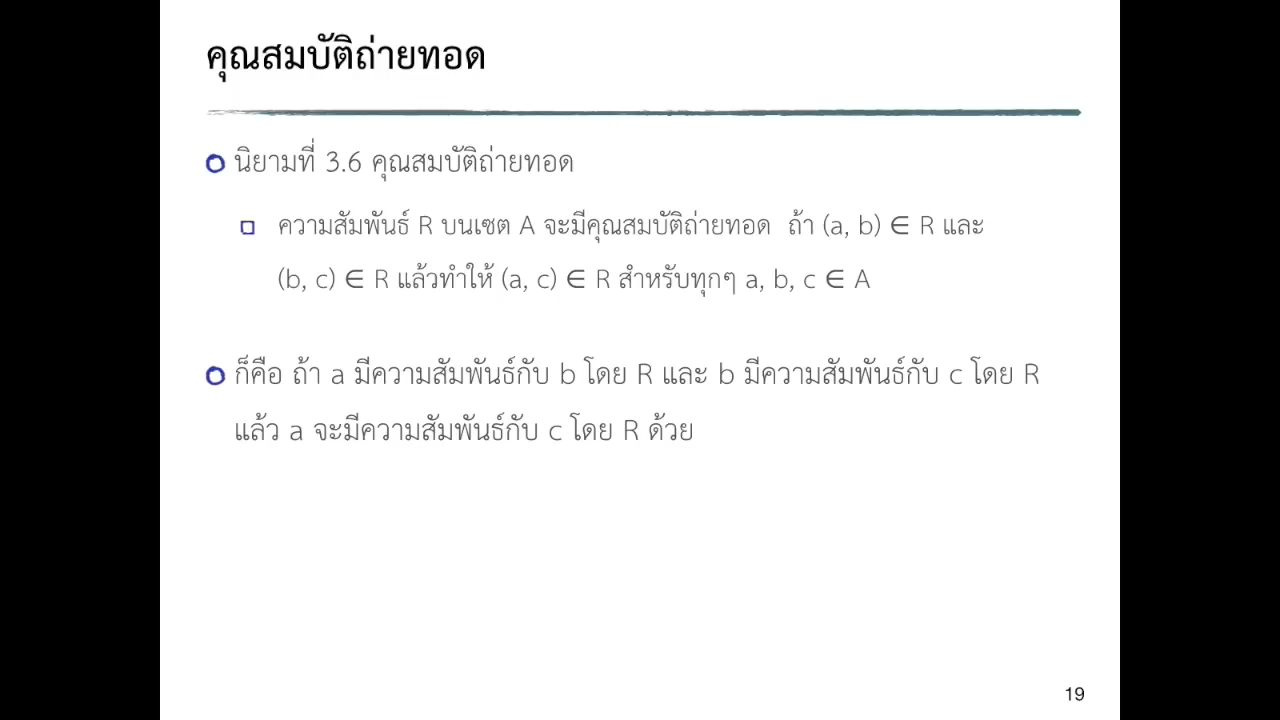 คุณสมบัติถ่ายทอด
นิยามที่ 3.6 คุณสมบัติถ่ายทอด
ความสัมพันธ์ R บนเซต A จะมีคุณสมบัติถ่ายทอด ถ้า (a, b) ∈ R และ
(b, c) ∈ R แล้วทำให้ (a, c) ∈ R สำหรับทุกๆ a, b, c ∈ A
ก็คือ ถ้า a มีความสัมพันธ์กับ b โดย R และ b มีความสัมพันธ์กับ c โดย R
แล้ว a จะมีความสัมพันธ์กับ c โดย R ด้วย
19